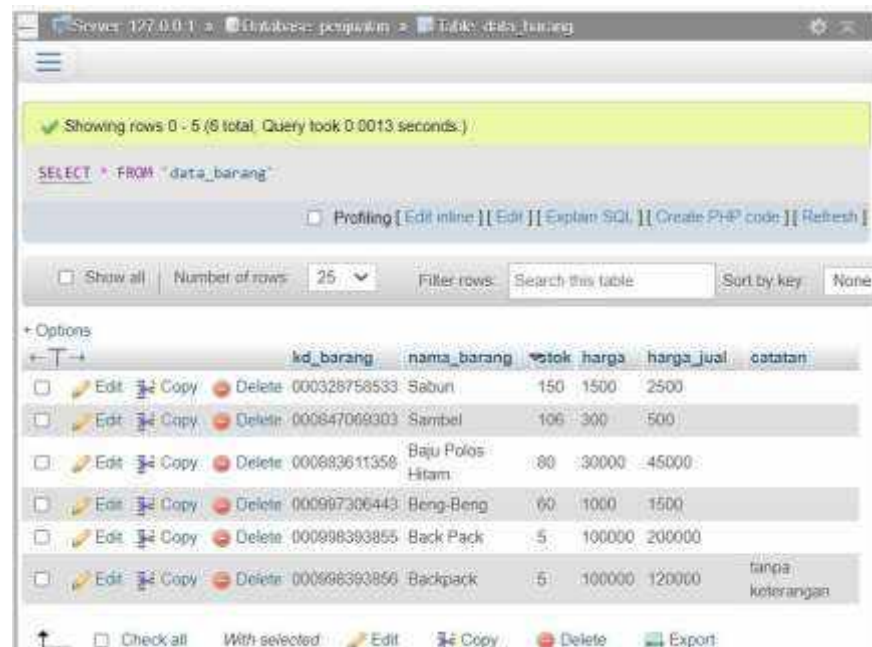 Server: 127.0.0.1 » Database: penjualan » Table: data_barang
Showing rows 0 - 5 (6 total, Query took 0.0013 seconds.)
SELECT * FROM `data_barang`
Profiling [ Edit inline ] [ Edit ] [ Explain SQL ] [ Create PHP code ] [ Refresh ]
Show all | Number of rows: 25 Filter rows: Search this table Sort by key: None
+ Options
←T→ kd_barang nama_barang stok harga harga_jual catatan
Edit Copy Delete 000328758533 Sabun 150 1500 2500
Edit Copy Delete 000847069303 Sambel 106 300 500
Edit Copy Delete 000883611358 Baju Polos Hitam 80 30000 45000
Edit Copy Delete 000997306443 Beng-Beng 60 1000 1500
Edit Copy Delete 000998393855 Back Pack 5 100000 200000
Edit Copy Delete 000998393856 Backpack 5 100000 120000 tanpa keterangan
Check all With selected: Edit Copy Delete Export